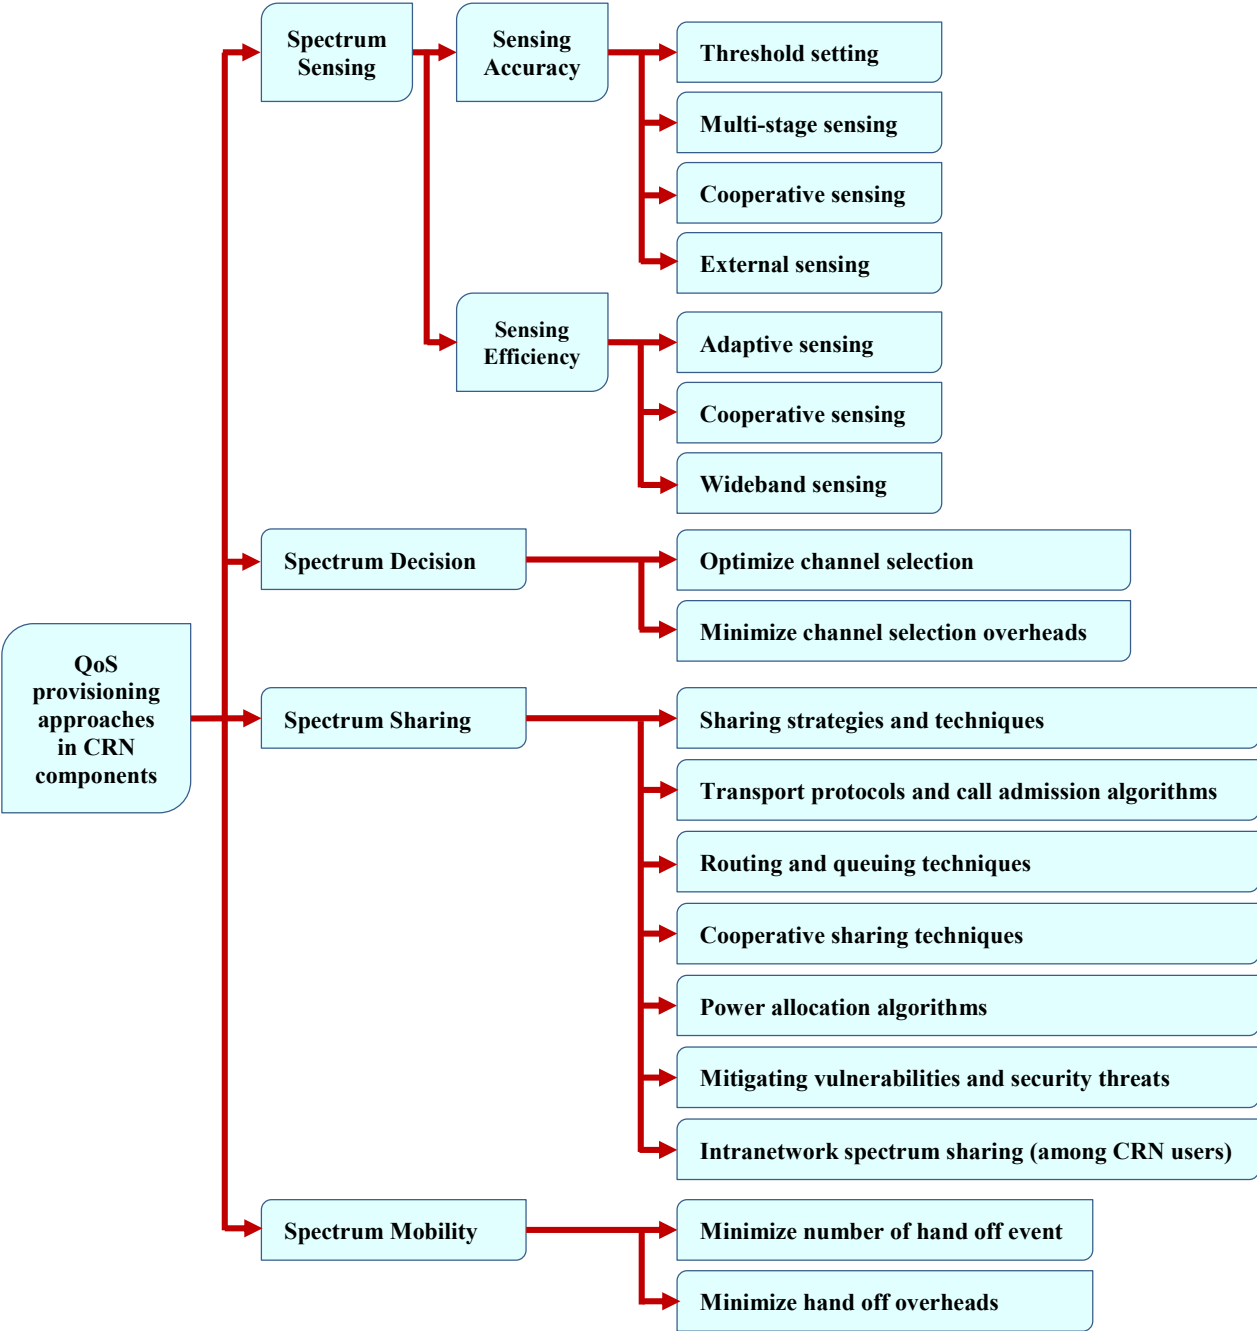 Spectrum
Sensing
Sensing
Accuracy
Threshold setting
Multi-stage sensing
Cooperative sensing
External sensing
Sensing
Efficiency
Adaptive sensing
Cooperative sensing
Wideband sensing
Spectrum Decision
Optimize channel selection
Minimize channel selection overheads
QoS
provisioning
approaches
in CRN
components
Spectrum Sharing
Sharing strategies and techniques
Transport protocols and call admission algorithms
Routing and queuing techniques
Cooperative sharing techniques
Power allocation algorithms
Mitigating vulnerabilities and security threats
Intranetwork spectrum sharing (among CRN users)
Spectrum Mobility
Minimize number of hand off event
Minimize hand off overheads